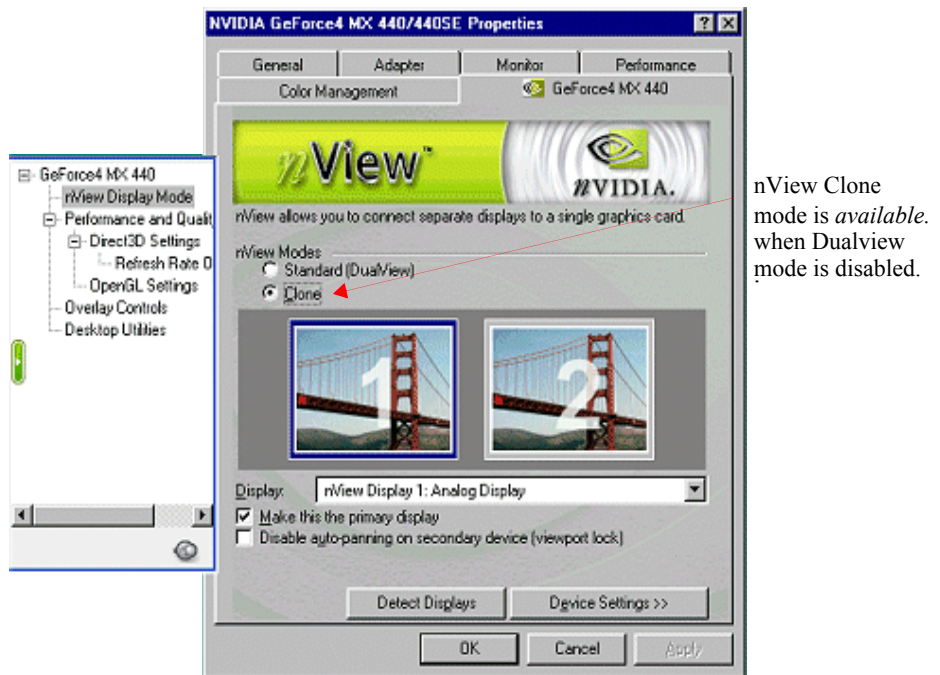 NVIDIA GeForce4 MX 440/440SE Properties
General Adapter Monitor Performance
Color Management GeForce4 MX 440
nView™
NVIDIA.
nView allows you to connect separate displays to a single graphics card.
nView Modes
Standard (DualView)
Clone
1 2
Display: nView Display 1: Analog Display
Make this the primary display
Disable auto-panning on secondary device (viewport lock)
Detect Displays Device Settings >>
OK Cancel Apply
GeForce4 MX 440
nView Display Mode
Performance and Qualit
Direct3D Settings
Refresh Rate O
OpenGL Settings
Overlay Controls
Desktop Utilities
nView Clone
mode is available.
when Dualview
mode is disabled.